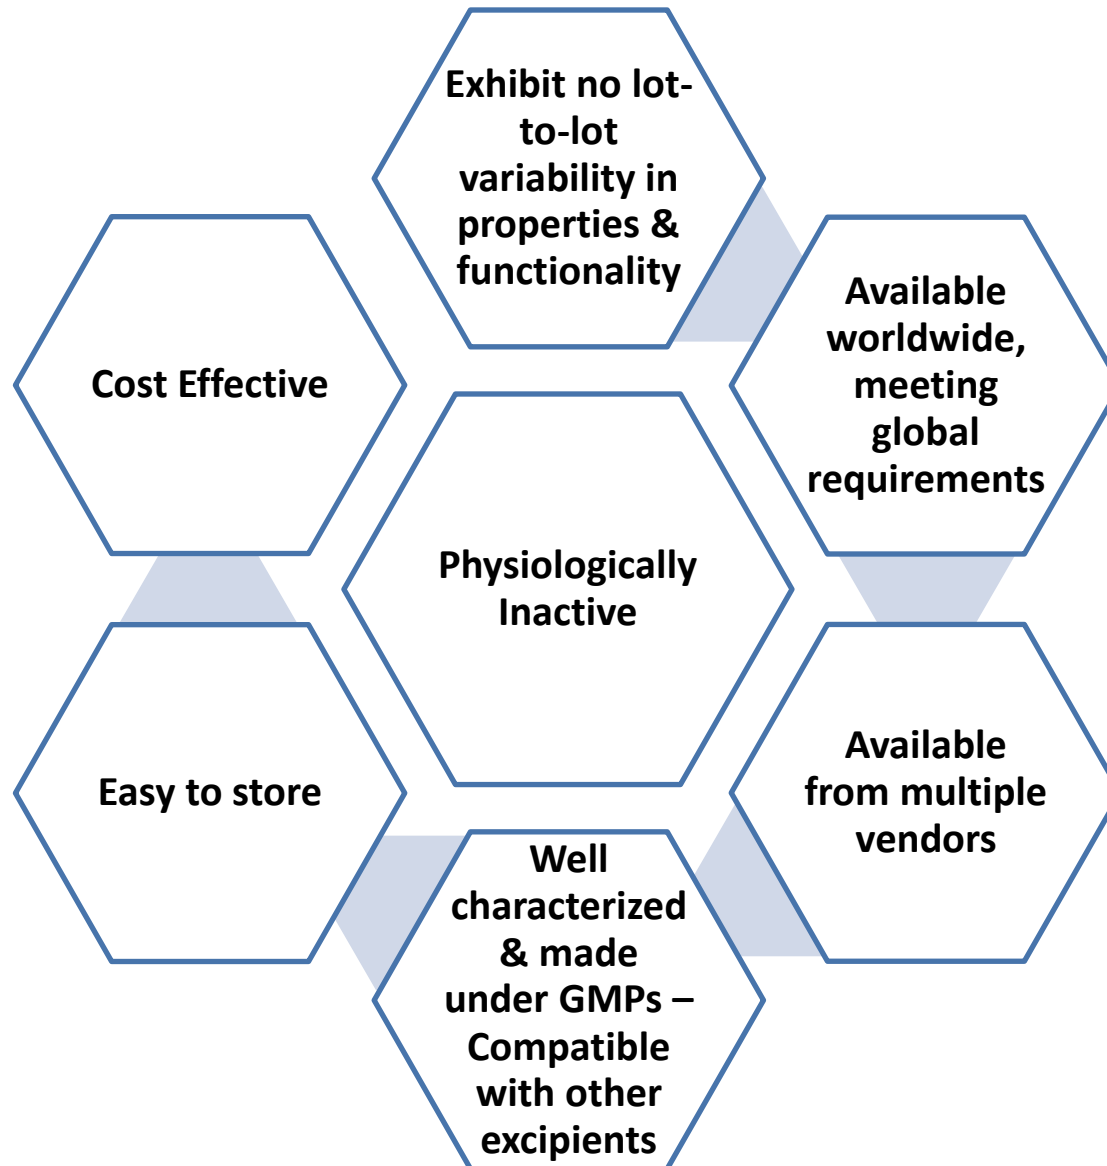 Exhibit no lot-
to-lot
variability in
properties &
functionality
Available
worldwide,
meeting
global
requirements
Available
from multiple
vendors
Well
characterized
& made
under GMPs –
Compatible
with other
excipients
Easy to store
Cost Effective
Physiologically
Inactive